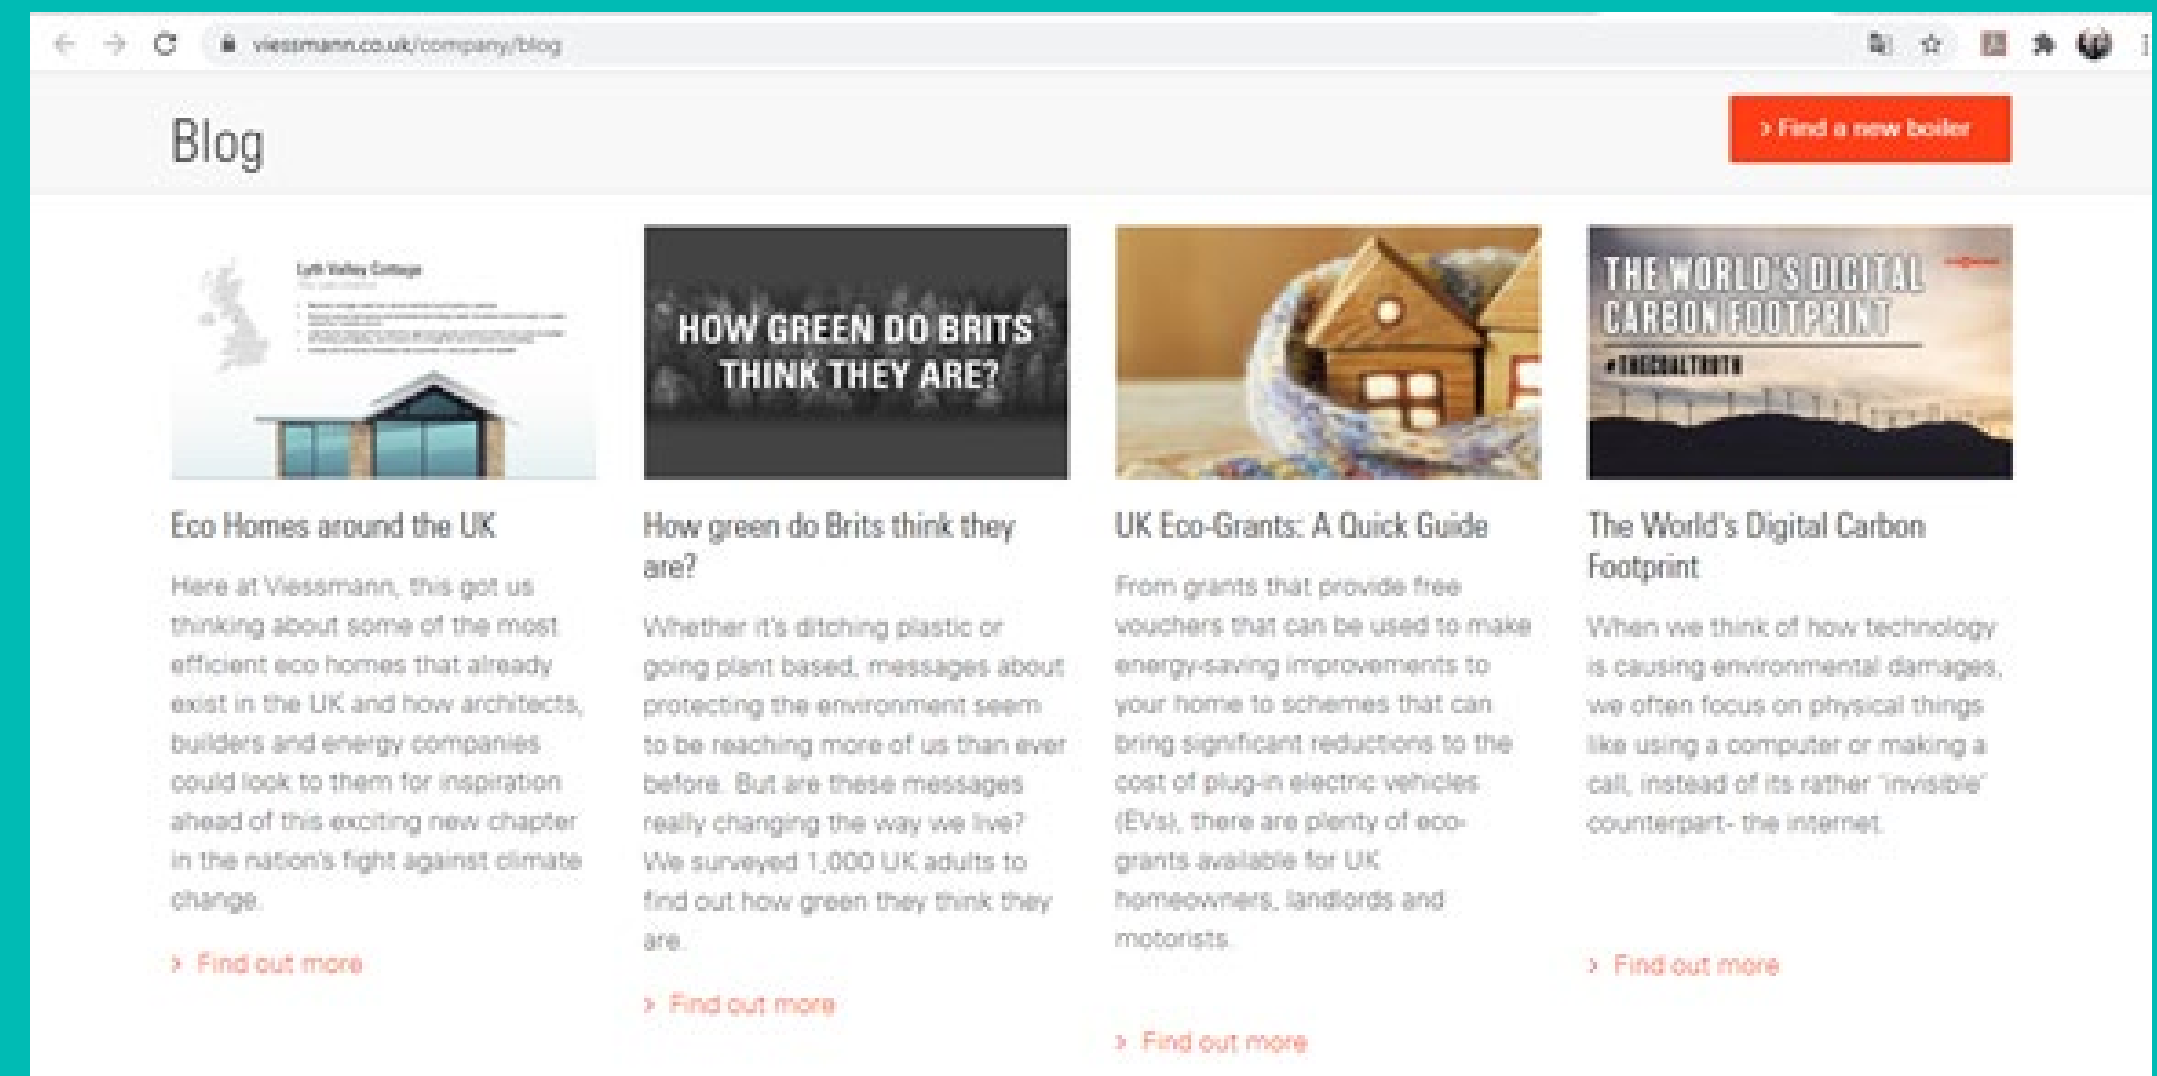 viessmann.co.uk/company/blog
Blog
› Find a new boiler
Lyth Valley Cottage
HOW GREEN DO BRITS
THINK THEY ARE?
THE WORLD'S DIGITAL
CARBON FOOTPRINT
#THECOALTRUTH
Eco Homes around the UK
Here at Viessmann, this got us
thinking about some of the most
efficient eco homes that already
exist in the UK and how architects,
builders and energy companies
could look to them for inspiration
ahead of this exciting new chapter
in the nation's fight against climate
change.
› Find out more
How green do Brits think they
are?
Whether it's ditching plastic or
going plant based, messages about
protecting the environment seem
to be reaching more of us than ever
before. But are these messages
really changing the way we live?
We surveyed 1,000 UK adults to
find out how green they think they
are.
› Find out more
UK Eco-Grants: A Quick Guide
From grants that provide free
vouchers that can be used to make
energy-saving improvements to
your home to schemes that can
bring significant reductions to the
cost of plug-in electric vehicles
(EVs), there are plenty of eco-
grants available for UK
homeowners, landlords and
motorists.
› Find out more
The World's Digital Carbon
Footprint
When we think of how technology
is causing environmental damages,
we often focus on physical things
like using a computer or making a
call, instead of its rather 'invisible'
counterpart- the internet.
› Find out more